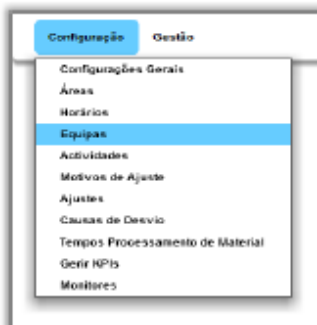 Configuração Gestão
Configurações Gerais
Áreas
Horários
Equipas
Actividades
Motivos de Ajuste
Ajustes
Causas de Desvio
Tempos Processamento de Material
Gerir KPIs
Monitores